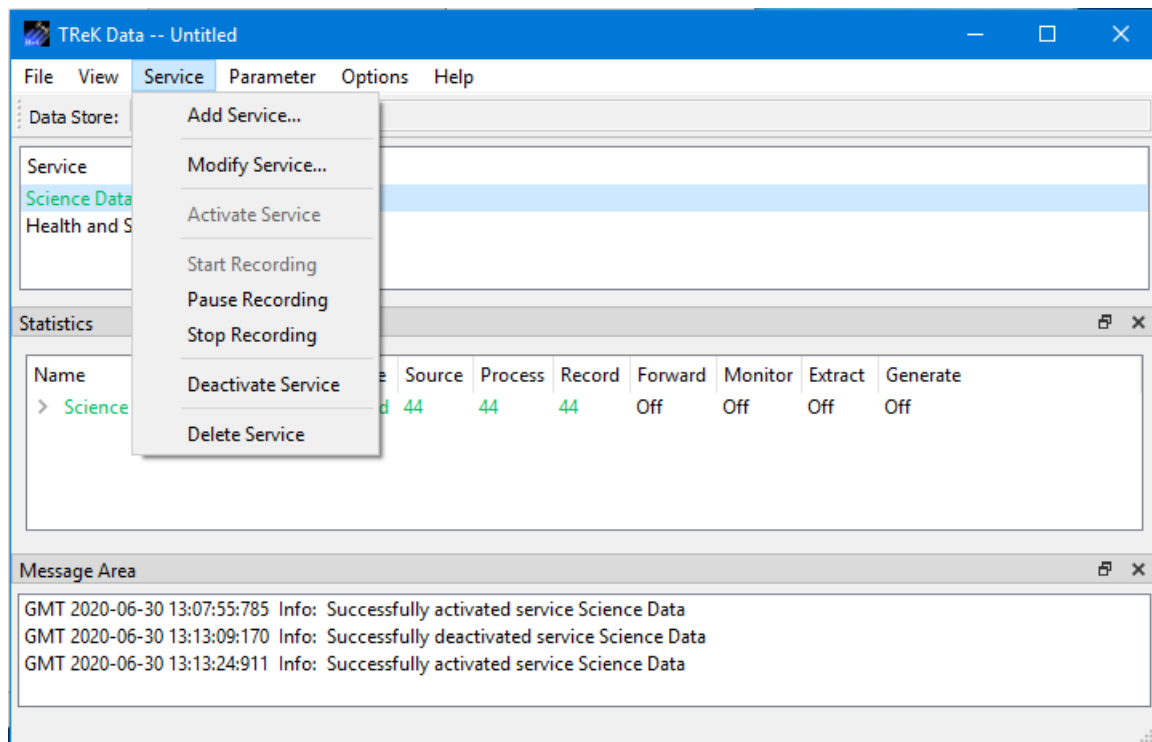 TReK Data -- Untitled
File View Service Parameter Options Help
Data Store:
Add Service...
Modify Service...
Activate Service
Start Recording
Pause Recording
Stop Recording
Deactivate Service
Delete Service
Service
Science Data
Health and S
Statistics
Name e Source Process Record Forward Monitor Extract Generate
Science d 44 44 44 Off Off Off Off
Message Area
GMT 2020-06-30 13:07:55:785 Info: Successfully activated service Science Data
GMT 2020-06-30 13:13:09:170 Info: Successfully deactivated service Science Data
GMT 2020-06-30 13:13:24:911 Info: Successfully activated service Science Data